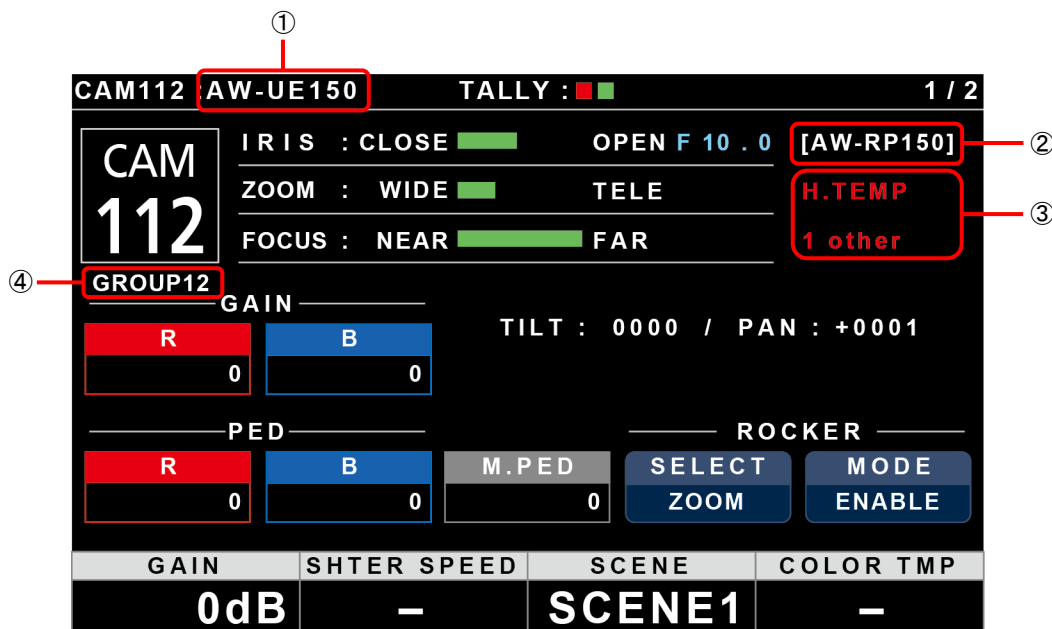 ①
CAM112 :AW-UE150 TALLY : 1 / 2
CAM
112
IRIS : CLOSE OPEN F 10 . 0
ZOOM : WIDE TELE
FOCUS : NEAR FAR
[AW-RP150]
②
H.TEMP
1 other
③
④
GROUP12
GAIN
R B
0 0
TILT : 0000 / PAN : +0001
PED
R B M.PED
0 0 0
ROCKER
SELECT MODE
ZOOM ENABLE
GAIN SHTER SPEED SCENE COLOR TMP
0dB – SCENE1 –